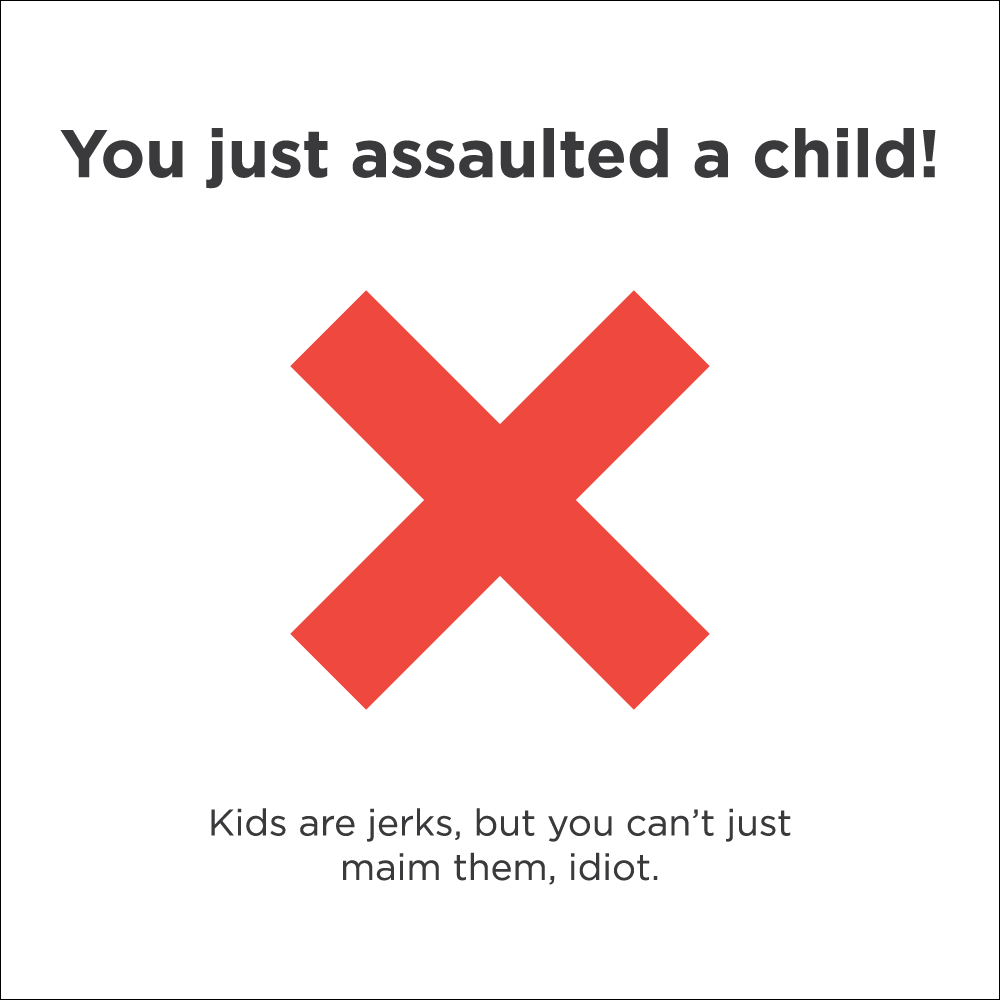 You just assaulted a child!
Kids are jerks, but you can’t just
maim them, idiot.